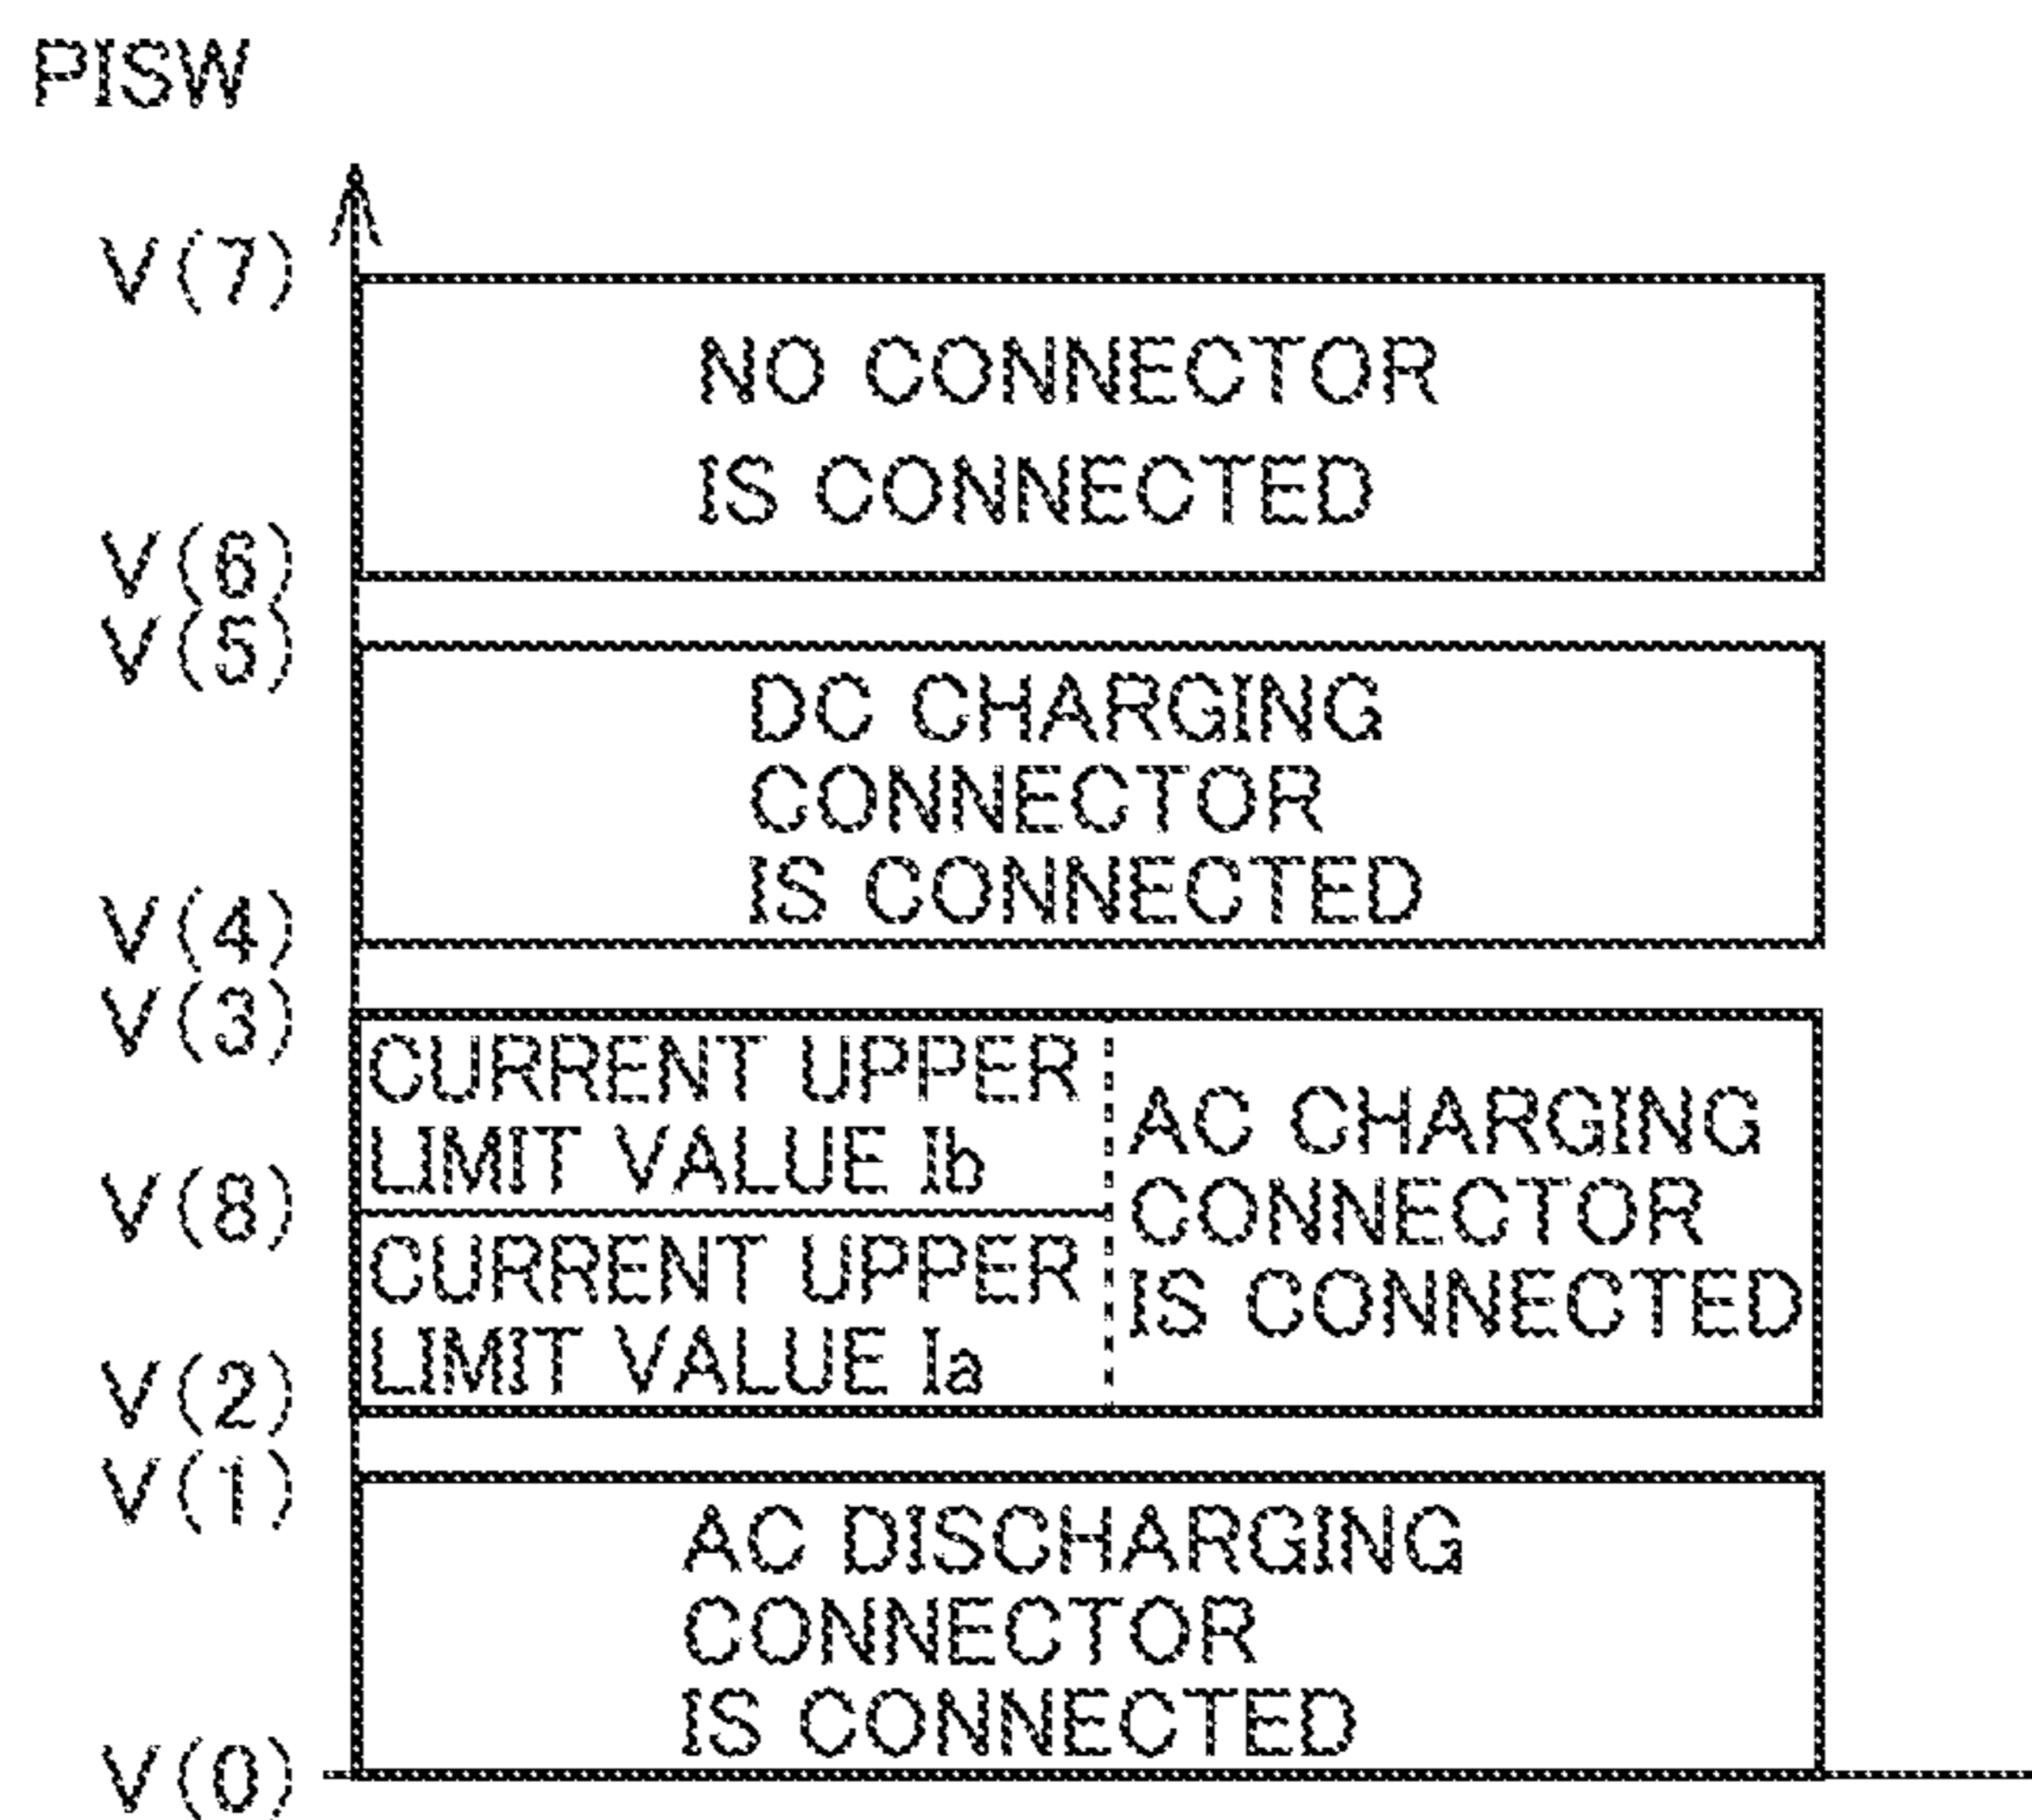 PISW
V(7)
NO CONNECTOR
IS CONNECTED
V(6)
V(5)
DC CHARGING
CONNECTOR
IS CONNECTED
V(4)
V(3)
CURRENT UPPER
LIMIT VALUE Ib
V(8)
CURRENT UPPER
LIMIT VALUE Ia
AC CHARGING
CONNECTOR
IS CONNECTED
V(2)
V(1)
AC DISCHARGING
CONNECTOR
IS CONNECTED
V(0)